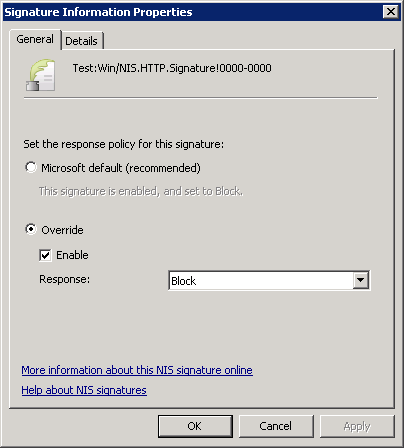 Signature Information Properties
General
Details
Test:Win/NIS.HTTP.Signature!0000-0000
Set the response policy for this signature:
Microsoft default (recommended)
This signature is enabled, and set to Block.
Override
Enable
Response:
Block
More information about this NIS signature online
Help about NIS signatures
OK
Cancel
Apply